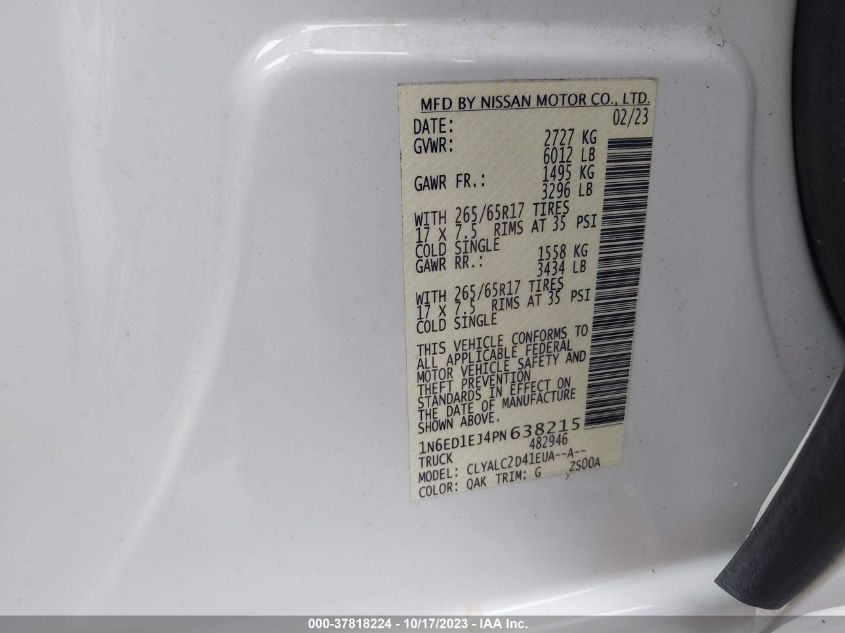 MFD BY NISSAN MOTOR CO., LTD.
DATE: 02/23
GVWR: 2727 KG
6012 LB
GAWR FR.: 1495 KG
3296 LB
WITH 265/65R17 TIRES
17 X 7.5 RIMS AT 35 PSI
COLD SINGLE
GAWR RR.: 1558 KG
3434 LB
WITH 265/65R17 TIRES
17 X 7.5 RIMS AT 35 PSI
COLD SINGLE
THIS VEHICLE CONFORMS TO
ALL APPLICABLE FEDERAL
MOTOR VEHICLE SAFETY AND
THEFT PREVENTION
STANDARDS IN EFFECT ON
THE DATE OF MANUFACTURE
SHOWN ABOVE.
1N6ED1EJ4PN638215
TRUCK 482946
MODEL: CLYALC2D41EUA--A--
COLOR: QAK TRIM: G ZS00A
000-37818224 - 10/17/2023 - IAAI Inc.